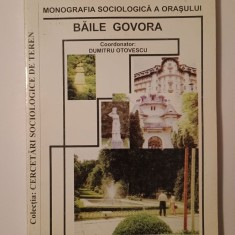 MONOGRAFIA SOCIOLOGICĂ A ORAȘULUI
BĂILE GOVORA
Coordonator:
DUMITRU OTOVESCU
Colecția: CERCETĂRI SOCIOLOGICE DE TEREN